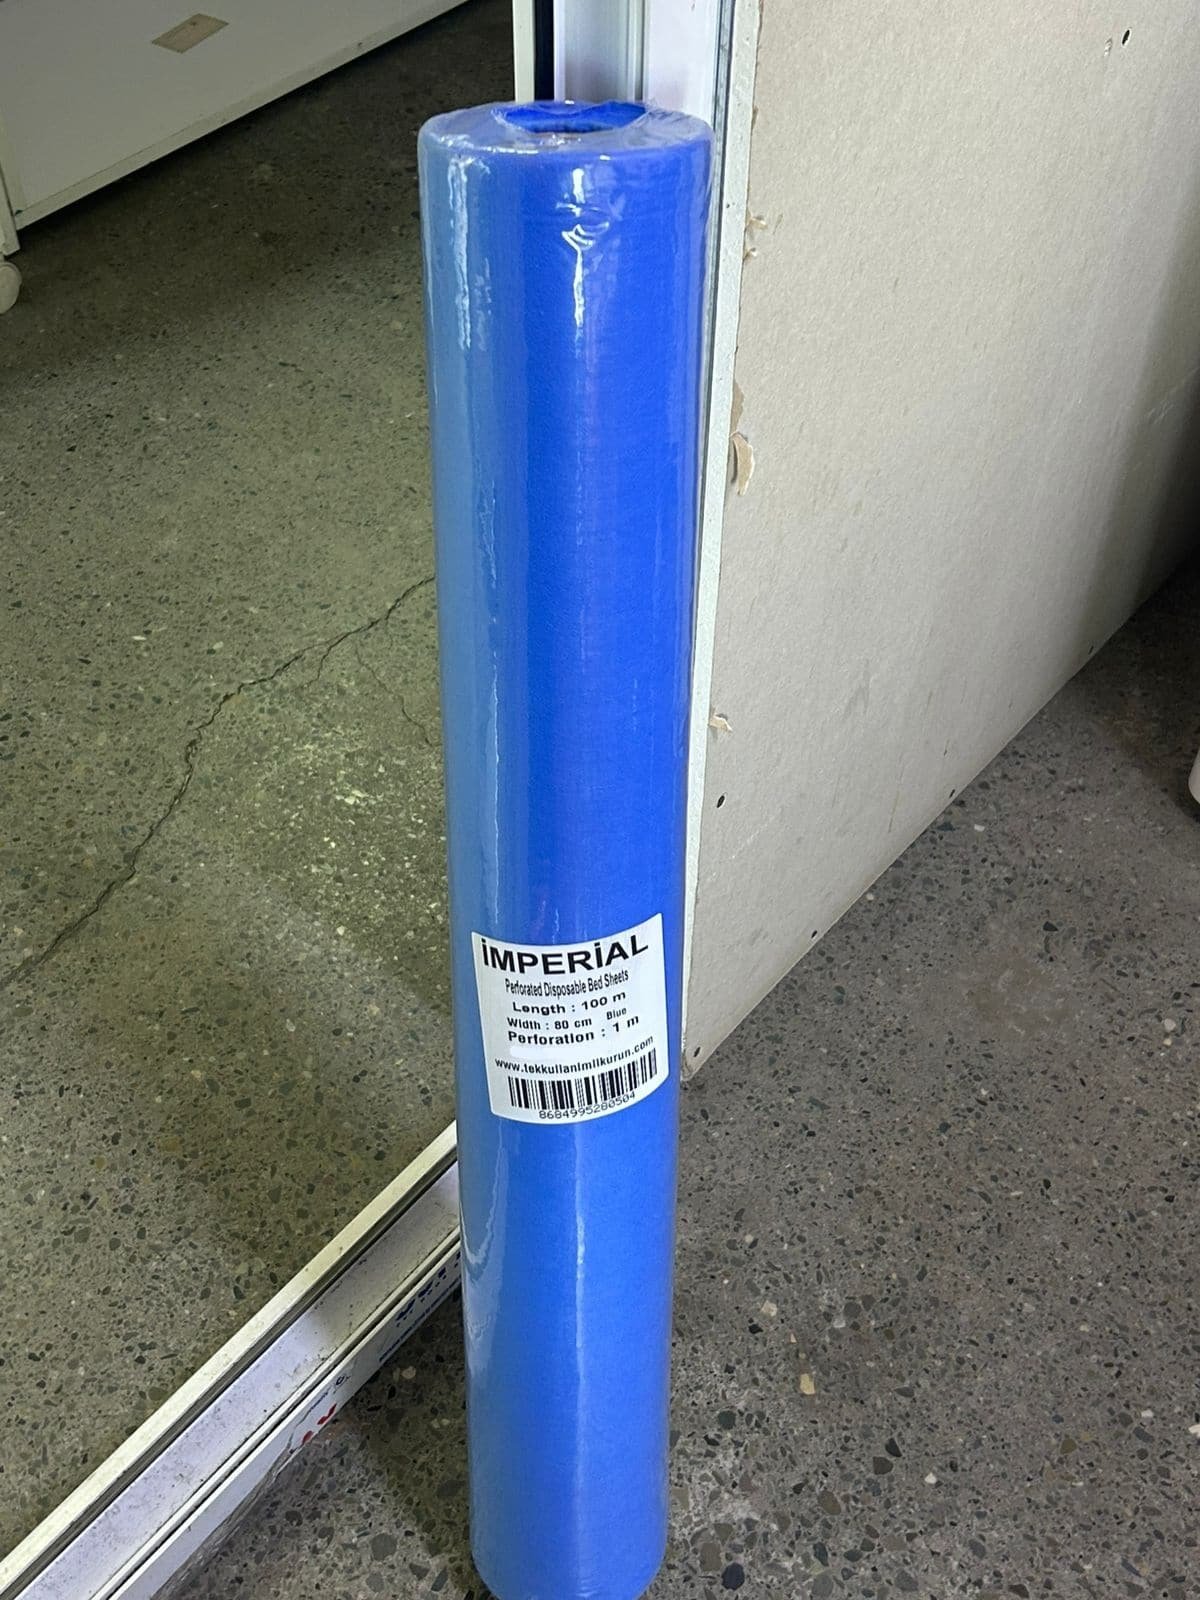 İMPERİAL
Perforated Disposable Bed Sheets
Length : 100 m
Width : 80 cm Blue
Perforation : 1 m
www.tekkullanimlikurun.com
8684995280504